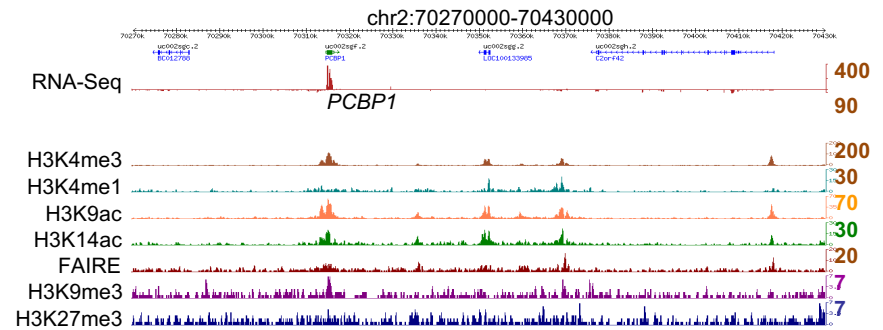 chr2:70270000-70430000
70270k 70280k 70290k 70300k 70310k 70320k 70330k 70340k 70350k 70360k 70370k 70380k 70390k 70400k 70410k 70420k 70430k
uc002sgc.2 uc002sgf.2 uc002sgg.2 uc002sgh.2
BC012788 PCBP1 LOC100133985 C2orf42
RNA-Seq 400
PCBP1 90
H3K4me3 200
H3K4me1 30
H3K9ac 70
H3K14ac 30
FAIRE 20
H3K9me3 7
H3K27me3 7